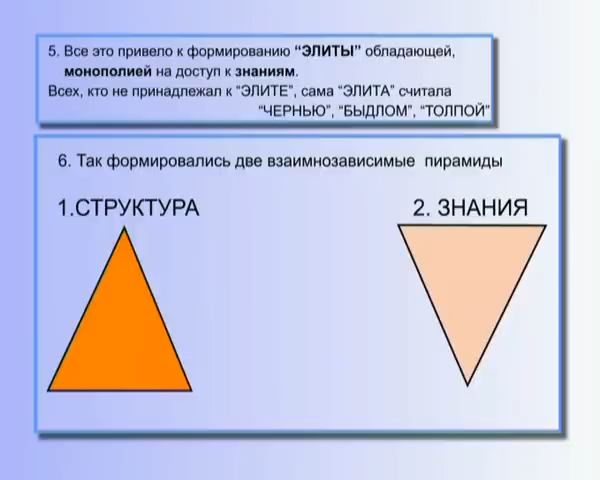 5. Все это привело к формированию “ЭЛИТЫ” обладающей,
монополией на доступ к знаниям.
Всех, кто не принадлежал к “ЭЛИТЕ”, сама “ЭЛИТА” считала
“ЧЕРНЬЮ”, “БЫДЛОМ”, “ТОЛПОЙ”
6. Так формировались две взаимнозависимые пирамиды
1.СТРУКТУРА
2. ЗНАНИЯ